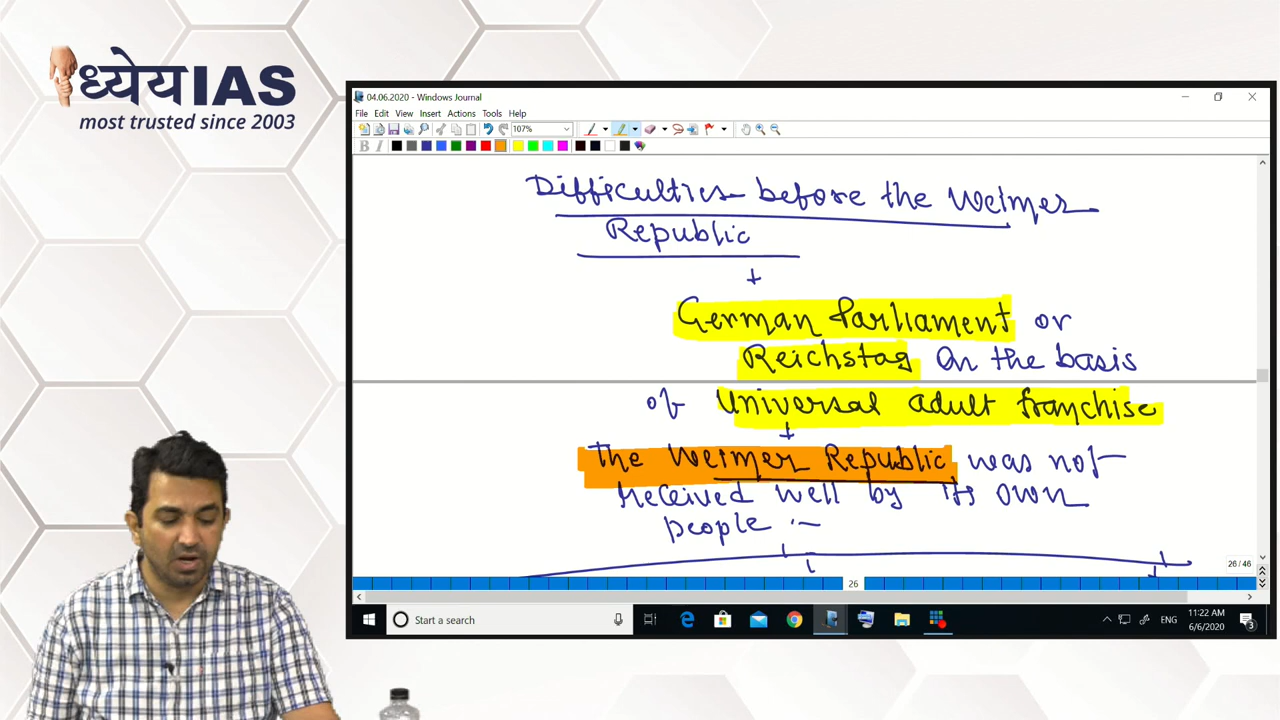 ध्येय IAS
most trusted since 2003
04.06.2020 - Windows Journal
File Edit View Insert Actions Tools Help
107%
B I
Difficulties before the Weimer
Republic
German Parliament or
Reichstag on the basis
of Universal adult franchise
The Weimer Republic was not
received well by its own
people :-
26 / 46
26
Start a search
ENG
11:22 AM
6/6/2020
3